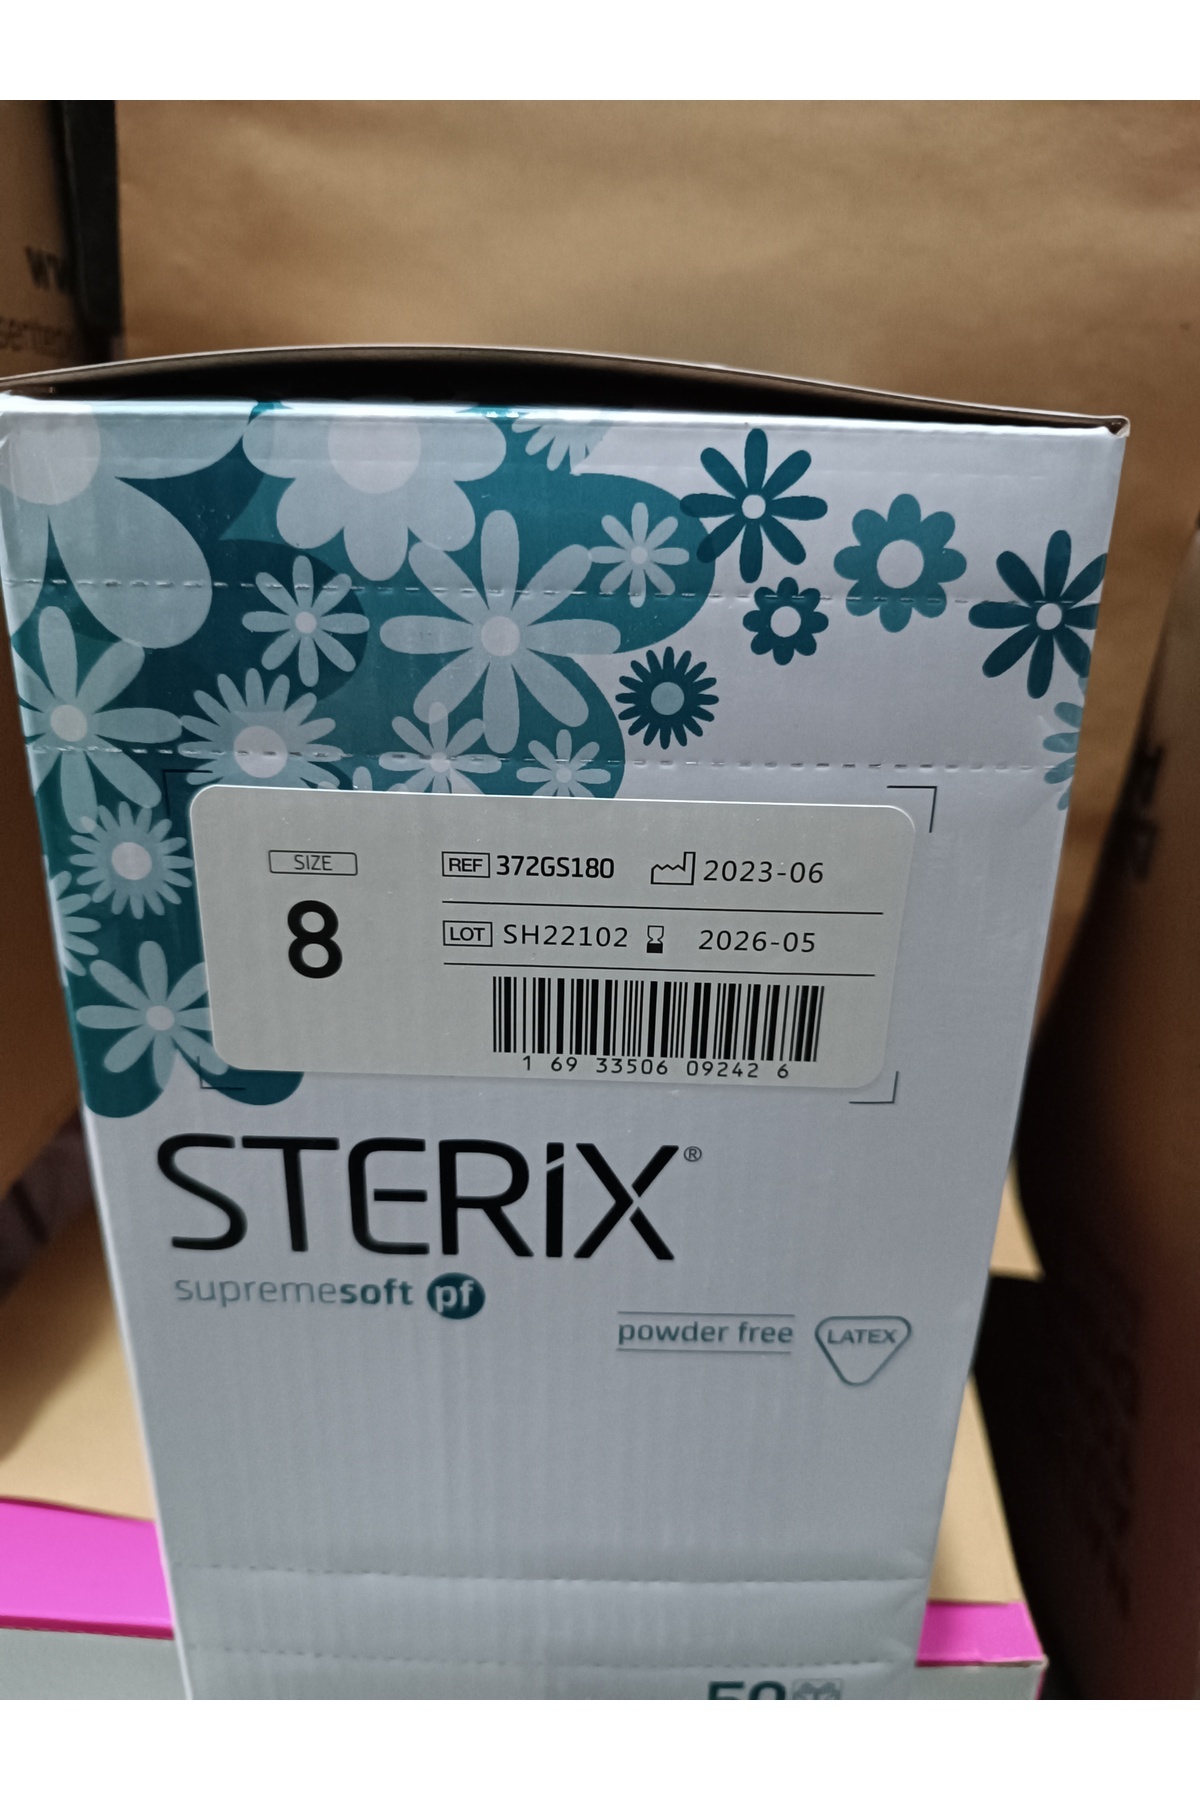 SIZE
8
REF 372GS180 2023-06
LOT SH22102 2026-05
1 69 33506 09242 6
STERiX®
supremesoft pf
powder free LATEX
50